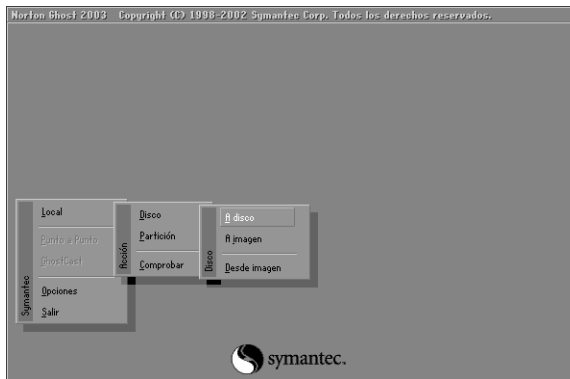 Norton Ghost 2003 Copyright (C) 1998-2002 Symantec Corp. Todos los derechos reservados.
Symantec
Local
Punto a Punto
GhostCast
Opciones
Salir
Acción
Disco
Partición
Comprobar
Disco
A disco
A imagen
Desde imagen
symantec.